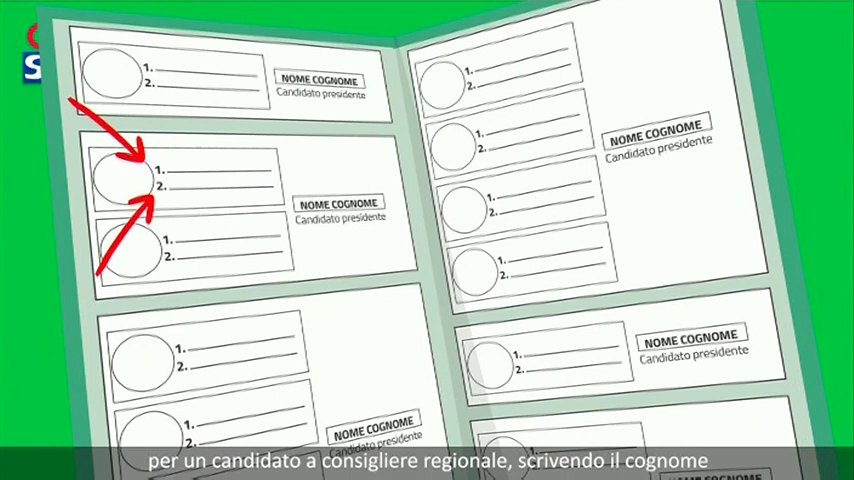 S
1.
2.
NOME COGNOME
Candidato presidente
1.
2.
1.
2.
NOME COGNOME
Candidato presidente
1.
2.
1.
2.
NOME COGNOME
Candidato presidente
1.
2.
1.
2.
1.
2.
1.
2.
NOME COGNOME
Candidato presidente
1.
2.
NOME COGNOME
Candidato presidente
1.
NOME COGNOME
per un candidato a consigliere regionale, scrivendo il cognome